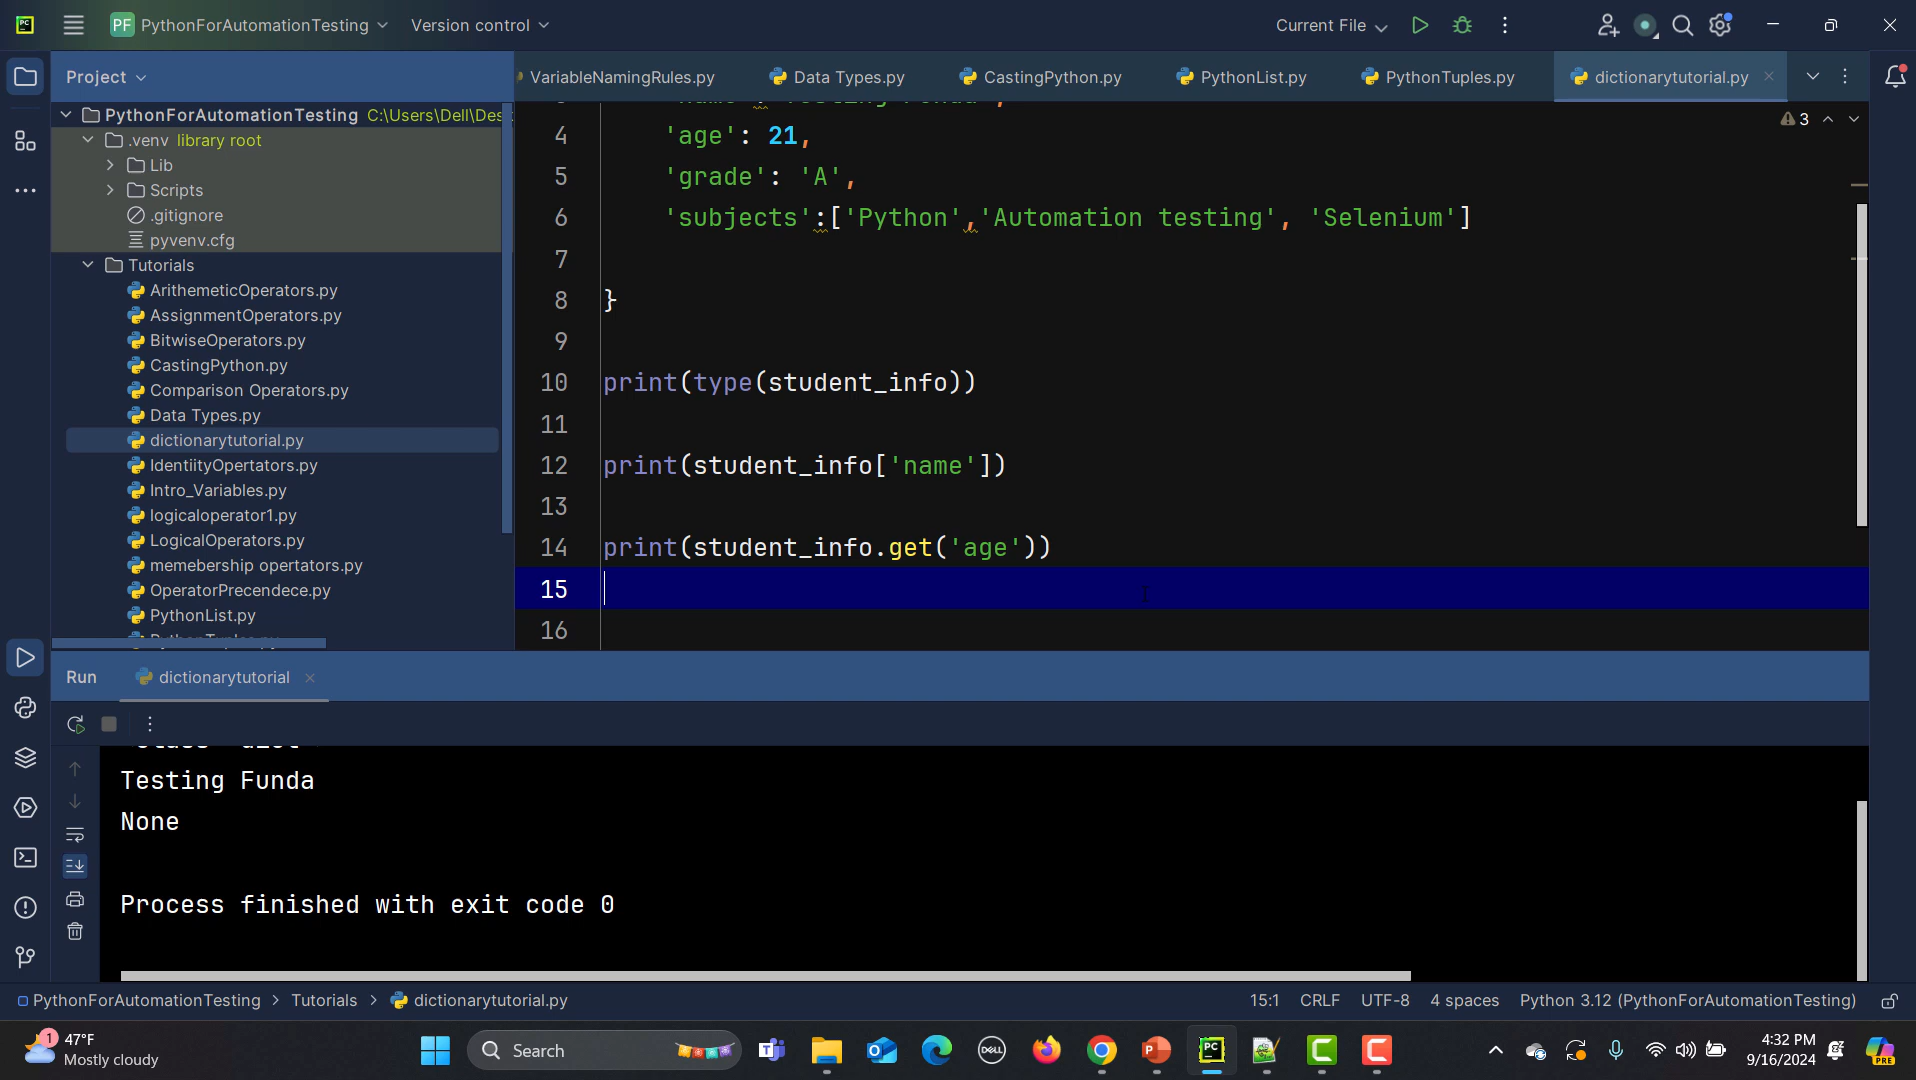 PC
PF PythonForAutomationTesting
Version control
Current File
Project
VariableNamingRules.py
Data Types.py
CastingPython.py
PythonList.py
PythonTuples.py
dictionarytutorial.py
PythonForAutomationTesting C:\Users\Dell\Des
.venv library root
Lib
Scripts
.gitignore
pyvenv.cfg
Tutorials
ArithemeticOperators.py
AssignmentOperators.py
BitwiseOperators.py
CastingPython.py
Comparison Operators.py
Data Types.py
dictionarytutorial.py
IdentiityOpertators.py
Intro_Variables.py
logicaloperator1.py
LogicalOperators.py
memebership opertators.py
OperatorPrecendece.py
PythonList.py
3
4 'age': 21,
5 'grade': 'A',
6 'subjects':['Python','Automation testing', 'Selenium']
7
8 }
9
10 print(type(student_info))
11
12 print(student_info['name'])
13
14 print(student_info.get('age'))
15
16
Run
dictionarytutorial
Testing Funda
None
Process finished with exit code 0
PythonForAutomationTesting > Tutorials > dictionarytutorial.py
15:1 CRLF UTF-8 4 spaces Python 3.12 (PythonForAutomationTesting)
1
47°F
Mostly cloudy
Search
DELL
PC
4:32 PM
9/16/2024
PRE